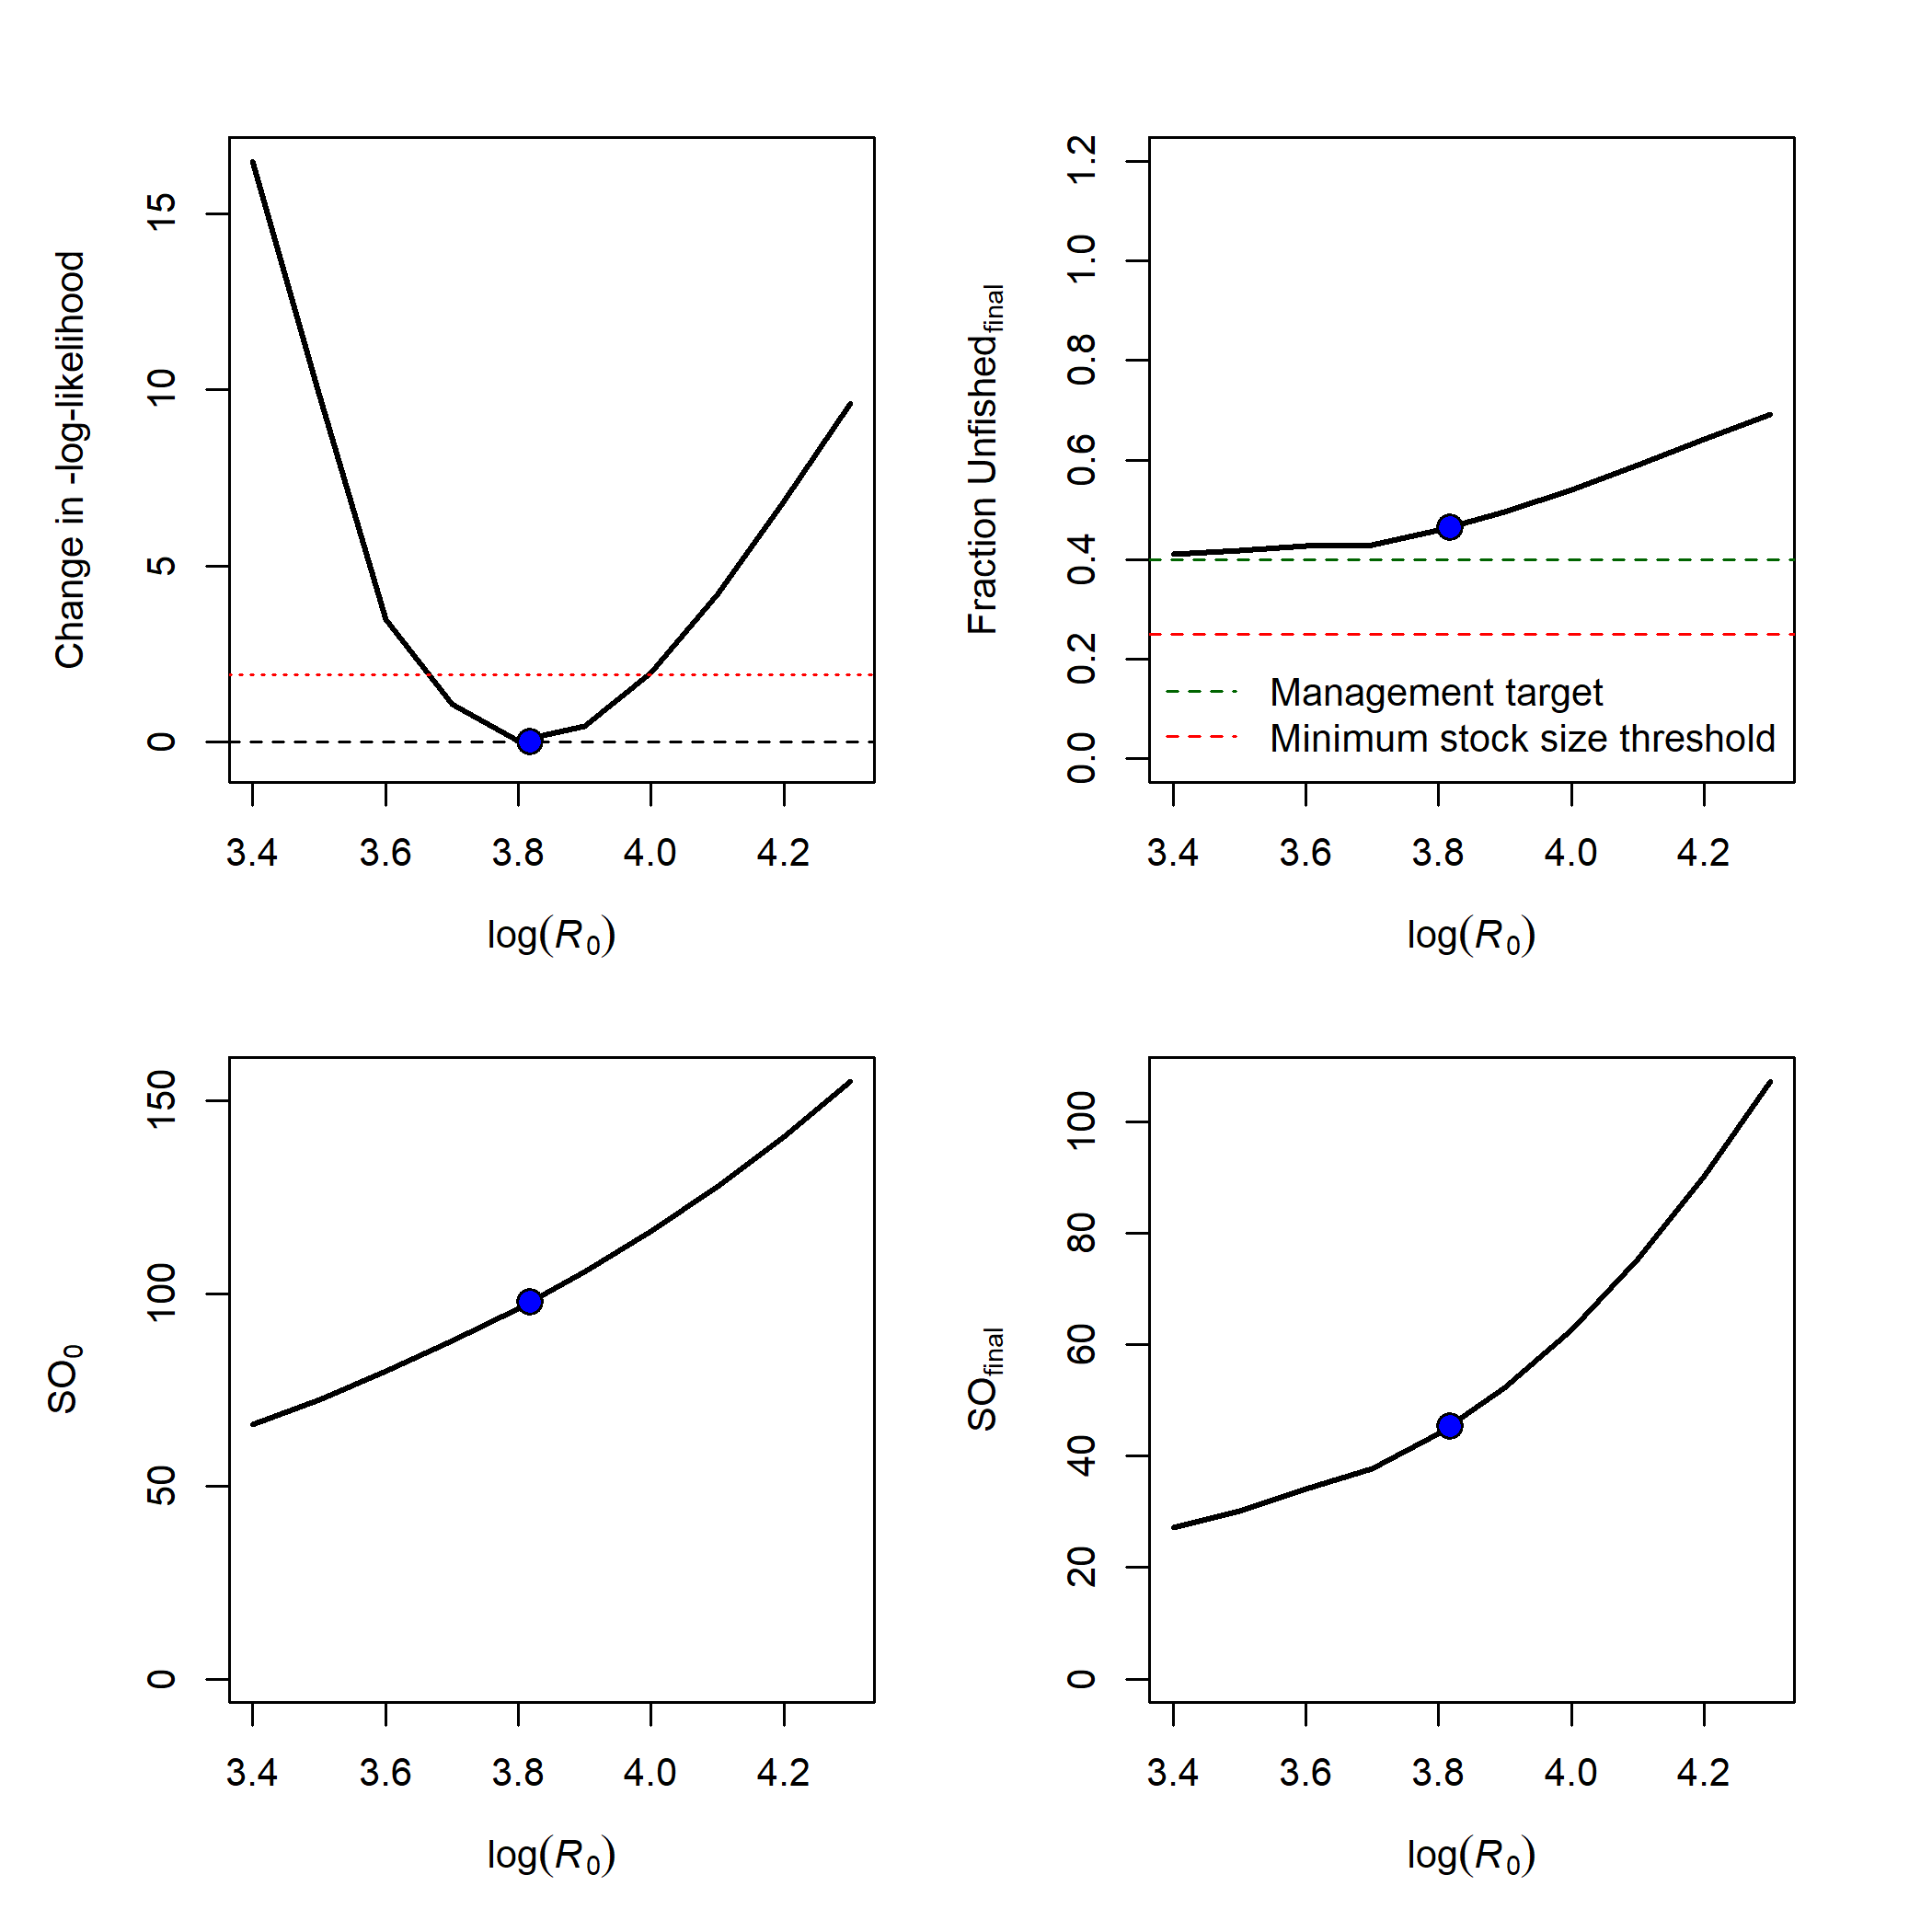 Change in -log-likelihood
0
5
10
15
3.4 3.6 3.8 4.0 4.2
log(R₀)
Fraction Unfished_final
0.0
0.2
0.4
0.6
0.8
1.0
1.2
Management target
Minimum stock size threshold
3.4 3.6 3.8 4.0 4.2
log(R₀)
SO₀
0
50
100
150
3.4 3.6 3.8 4.0 4.2
log(R₀)
SO_final
0
20
40
60
80
100
3.4 3.6 3.8 4.0 4.2
log(R₀)